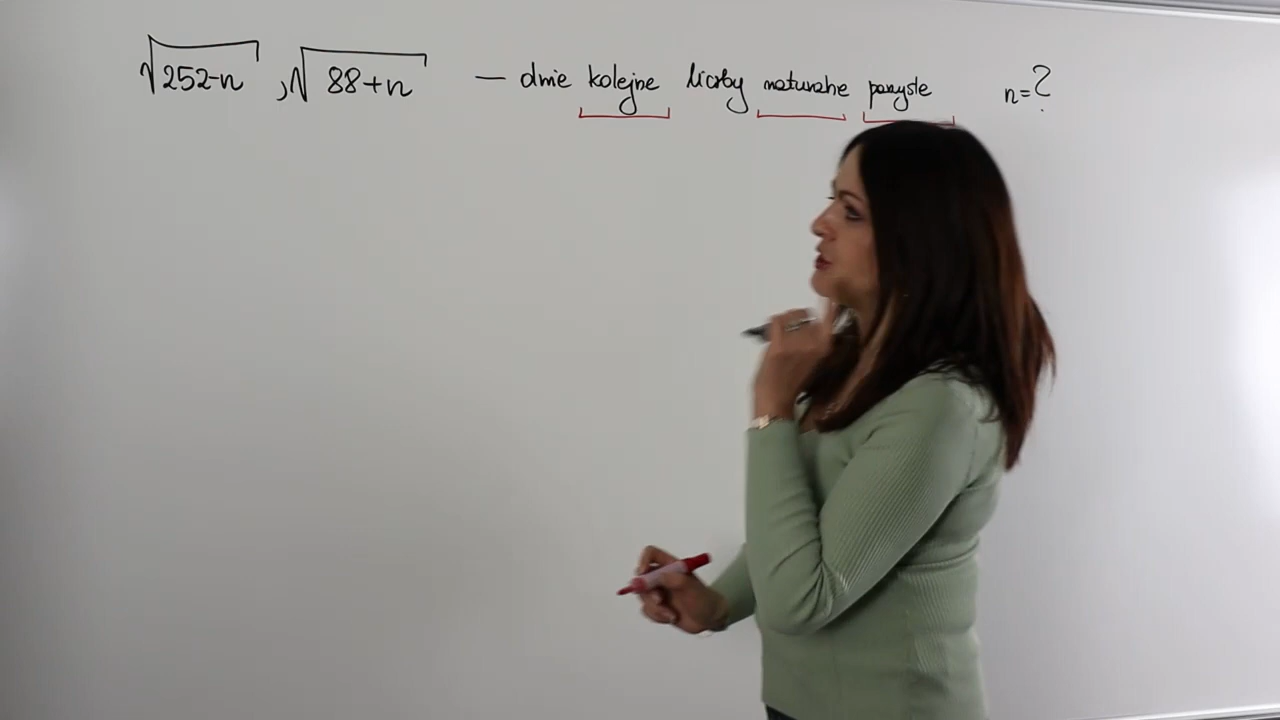 √252-n , √88+n — dwie kolejne liczby naturalne parzyste n=?